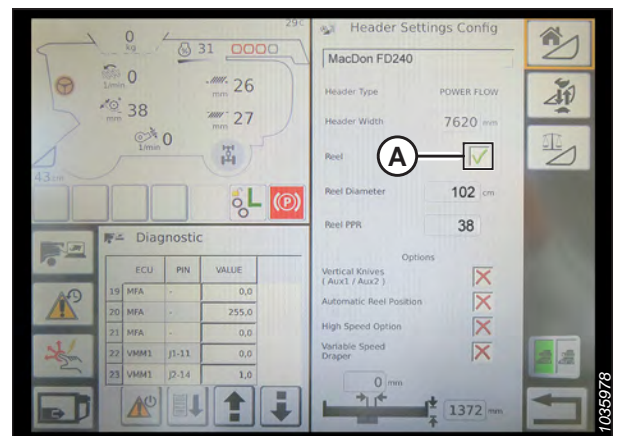 29c
0
kg
31
0
1/min
26
mm
38
mm
27
mm
0
1/min
43cm
L
(P)
Diagnostic
ECU PIN VALUE
19 MFA - 0,0
20 MFA - 255,0
21 MFA - 0,0
22 VMM1 J1-11 0,0
23 VMM1 J2-14 1,0
Header Settings Config
MacDon FD240
Header Type POWER FLOW
Header Width 7620 mm
Reel
A
Reel Diameter 102 cm
Reel PPR 38
Options
Vertical Knives
( Aux1 / Aux2 )
Automatic Reel Position
High Speed Option
Variable Speed
Draper
0 mm
1372 mm
1035978